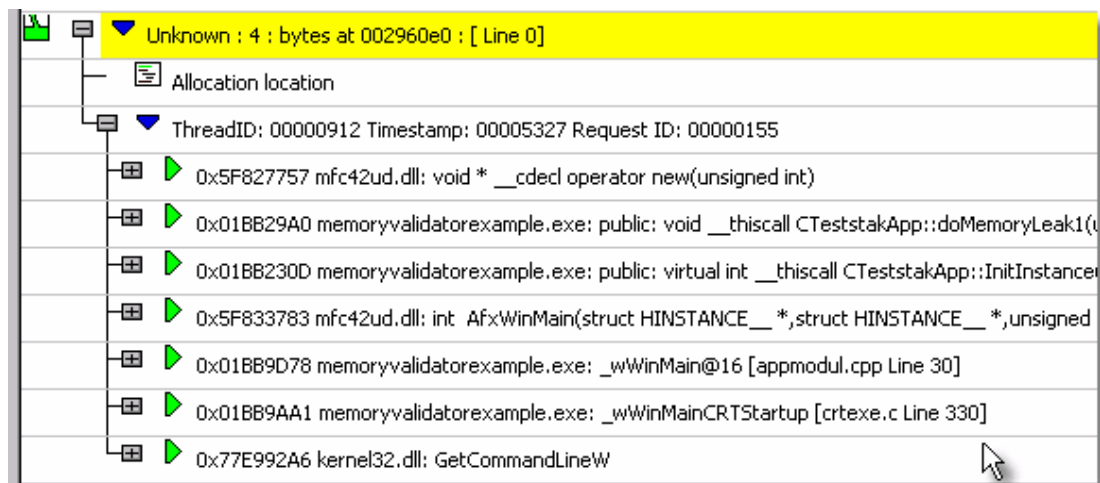 Unknown : 4 : bytes at 002960e0 : [ Line 0]
Allocation location
ThreadID: 00000912 Timestamp: 00005327 Request ID: 00000155
0x5F827757 mfc42ud.dll: void * __cdecl operator new(unsigned int)
0x01BB29A0 memoryvalidatorexample.exe: public: void __thiscall CTeststakApp::doMemoryLeak1(
0x01BB230D memoryvalidatorexample.exe: public: virtual int __thiscall CTeststakApp::InitInstance
0x5F833783 mfc42ud.dll: int AfxWinMain(struct HINSTANCE__ *,struct HINSTANCE__ *,unsigned
0x01BB9D78 memoryvalidatorexample.exe: _wWinMain@16 [appmodul.cpp Line 30]
0x01BB9AA1 memoryvalidatorexample.exe: _wWinMainCRTStartup [crtexe.c Line 330]
0x77E992A6 kernel32.dll: GetCommandLineW